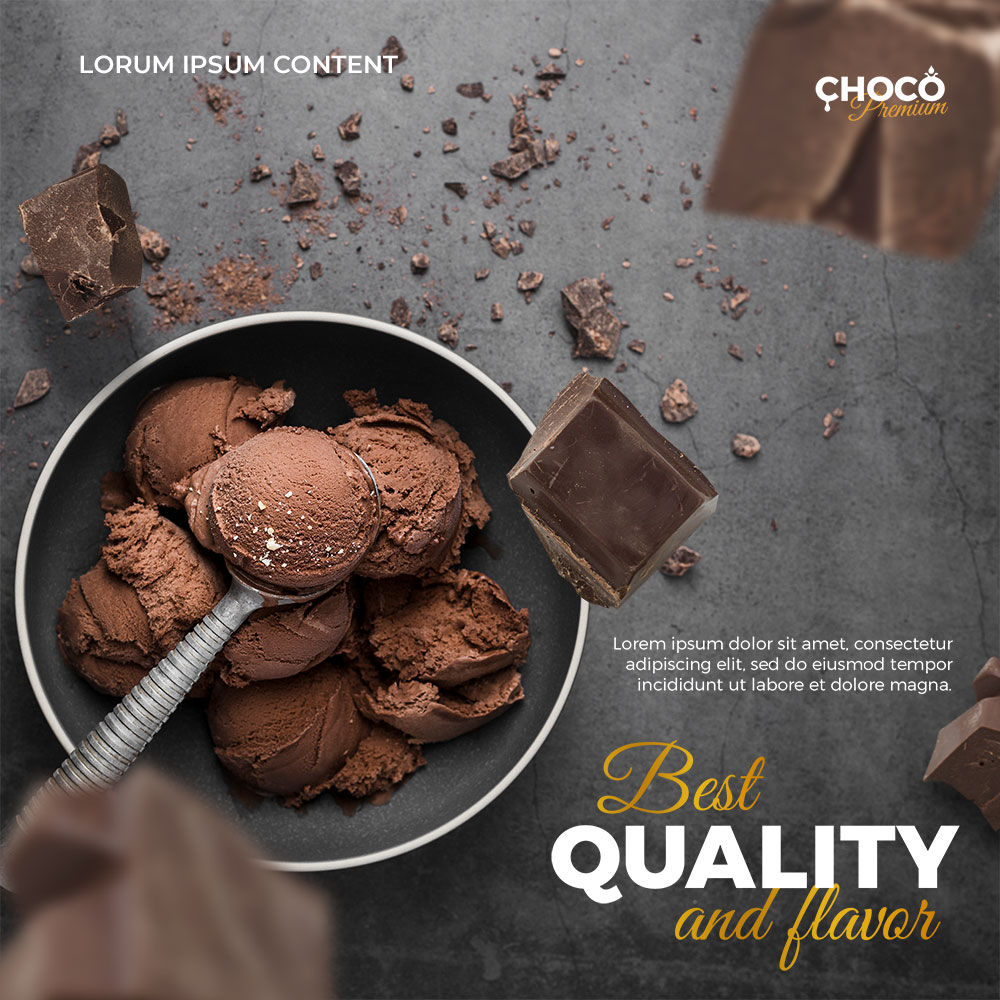 LORUM IPSUM CONTENT
CHOCO
Premium
Lorem ipsum dolor sit amet, consectetur
adipiscing elit, sed do eiusmod tempor
incididunt ut labore et dolore magna.
Best
QUALITY
and flavor